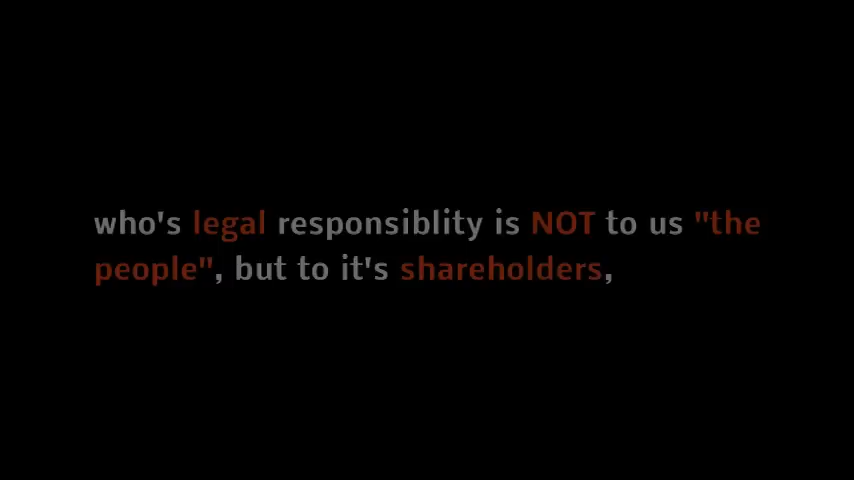 who's legal responsiblity is NOT to us "the
people", but to it's shareholders,